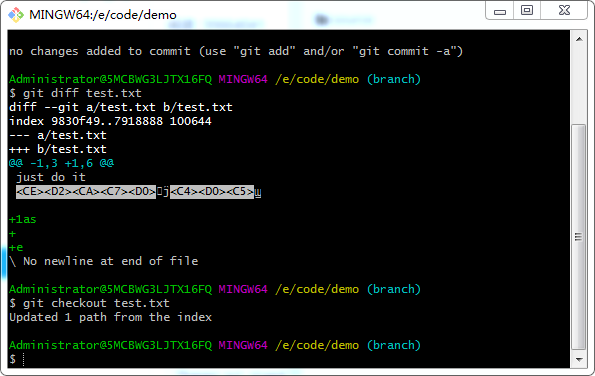 MINGW64:/e/code/demo
no changes added to commit (use "git add" and/or "git commit -a")
Administrator@5MCBWG3LJTX16FQ MINGW64 /e/code/demo (branch)
$ git diff test.txt
diff --git a/test.txt b/test.txt
index 9830f49..7918888 100644
--- a/test.txt
+++ b/test.txt
@@ -1,3 +1,6 @@
just do it
<CE><D2><CA><C7><D0>j<C4><D0><C5>
+1as
+
+e
\ No newline at end of file
Administrator@5MCBWG3LJTX16FQ MINGW64 /e/code/demo (branch)
$ git checkout test.txt
Updated 1 path from the index
Administrator@5MCBWG3LJTX16FQ MINGW64 /e/code/demo (branch)
$